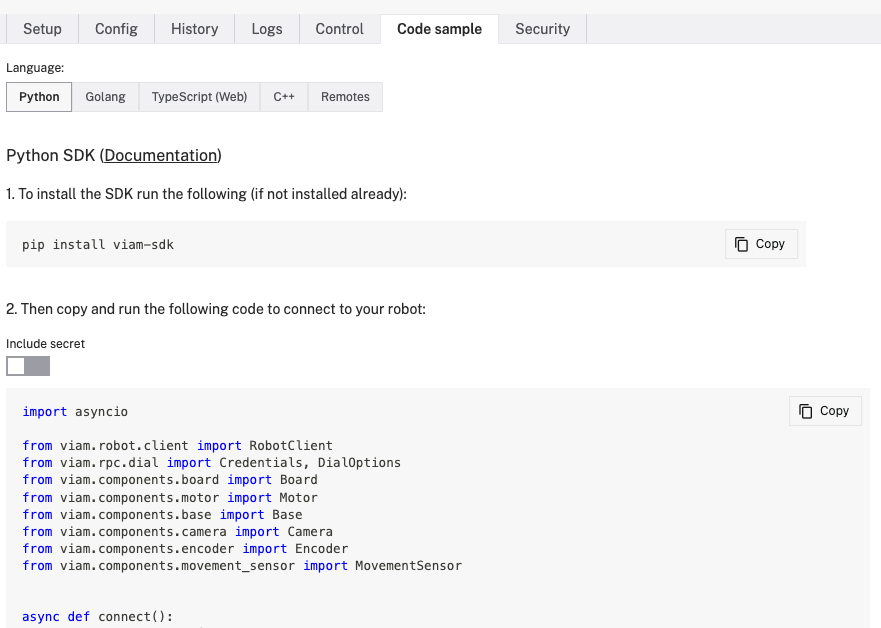 Setup Config History Logs Control Code sample Security
Language:
Python Golang TypeScript (Web) C++ Remotes
Python SDK (Documentation)
1. To install the SDK run the following (if not installed already):
pip install viam-sdk Copy
2. Then copy and run the following code to connect to your robot:
Include secret
import asyncio Copy
from viam.robot.client import RobotClient
from viam.rpc.dial import Credentials, DialOptions
from viam.components.board import Board
from viam.components.motor import Motor
from viam.components.base import Base
from viam.components.camera import Camera
from viam.components.encoder import Encoder
from viam.components.movement_sensor import MovementSensor
async def connect():